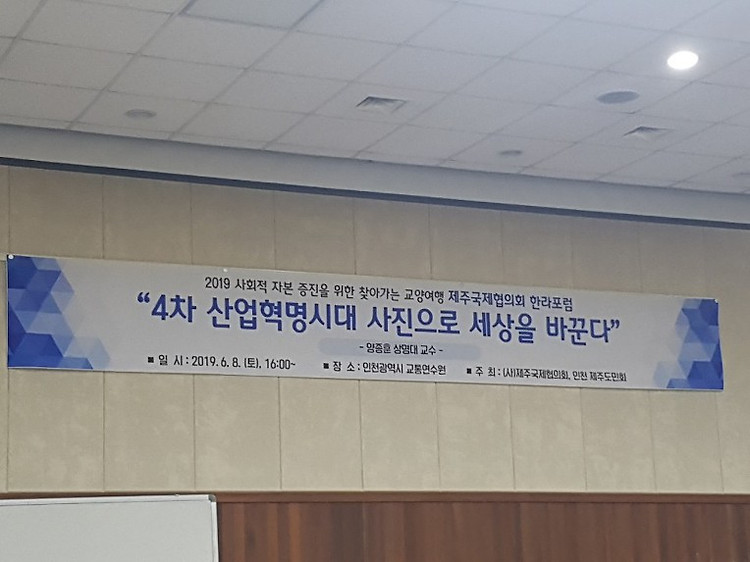 2019 사회적 자본 증진을 위한 찾아가는 교양여행 제주국제협의회 한라포럼
“4차 산업혁명시대 사진으로 세상을 바꾼다”
- 양종훈 상명대 교수 -
■ 일 시 : 2019. 6. 8. (토), 16:00~ ■ 장 소 : 인천광역시 교통연수원 ■ 주 최 : (사)제주국제협의회, 인천 제주도민회